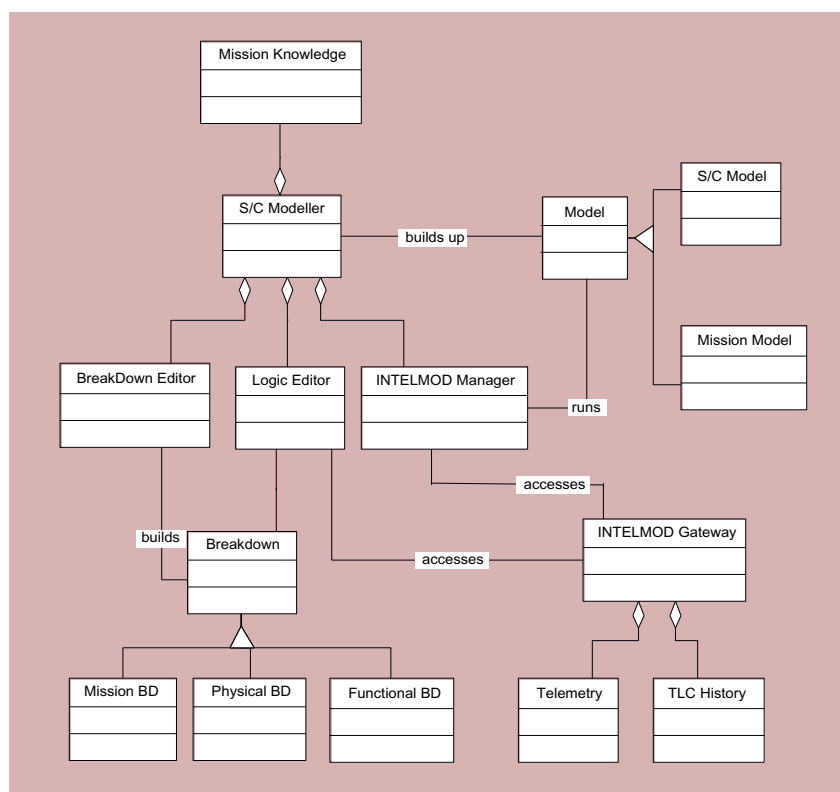 Mission Knowledge
S/C Modeller
builds up
Model
S/C Model
Mission Model
BreakDown Editor
Logic Editor
INTELMOD Manager
runs
accesses
builds
Breakdown
accesses
INTELMOD Gateway
Mission BD
Physical BD
Functional BD
Telemetry
TLC History